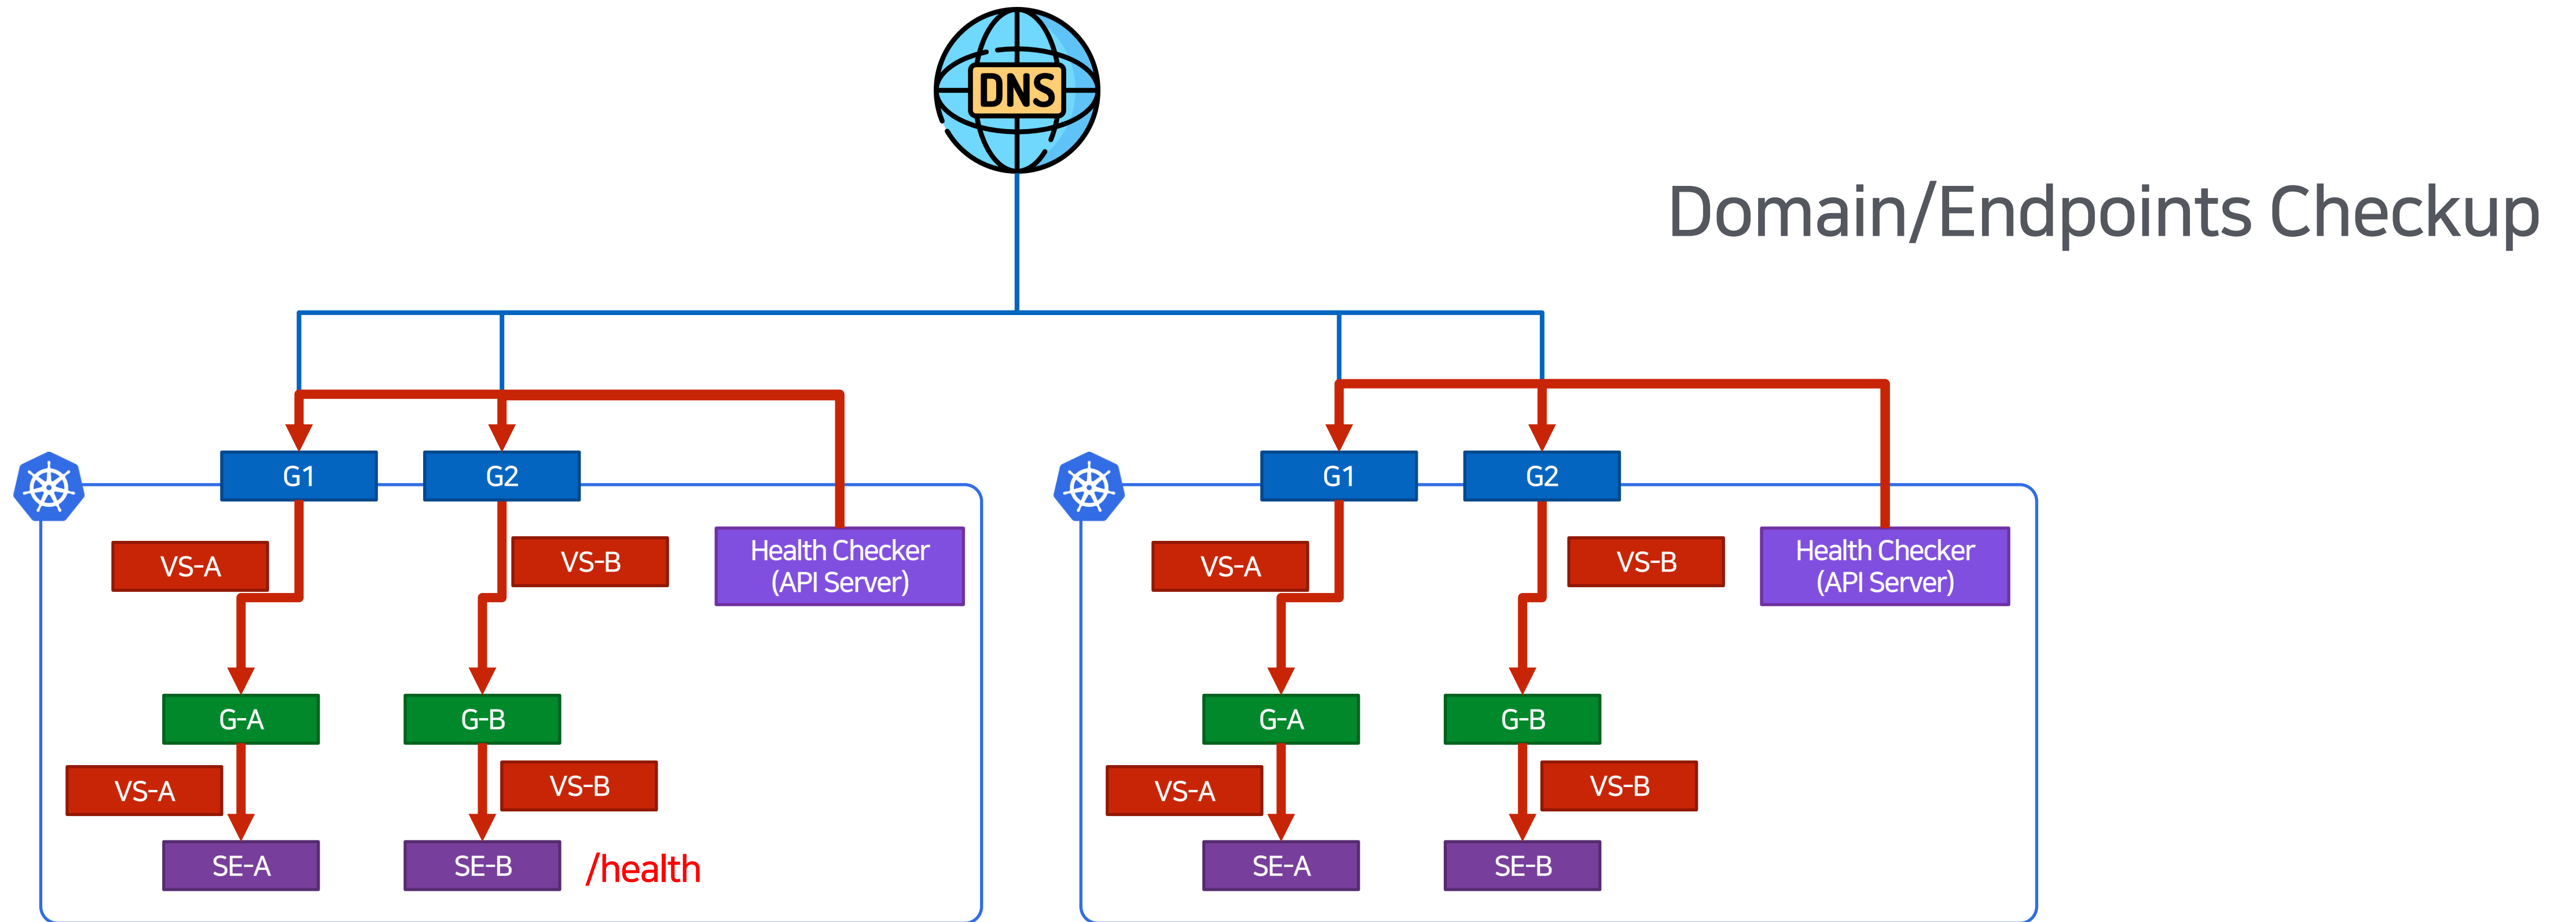 DNS
Domain/Endpoints Checkup
G1
G2
G1
G2
VS-A
VS-B
Health Checker
(API Server)
VS-A
VS-B
Health Checker
(API Server)
G-A
G-B
G-A
G-B
VS-A
VS-B
VS-A
VS-B
SE-A
SE-B
/health
SE-A
SE-B